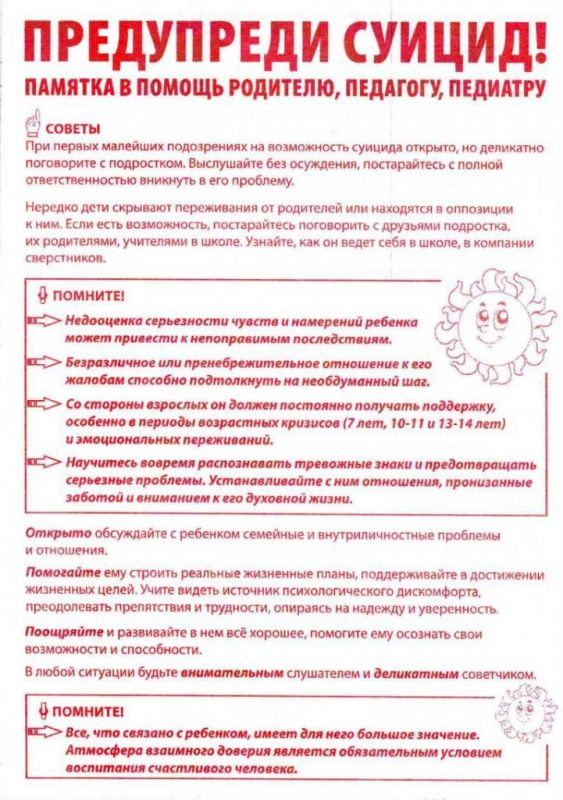 ПРЕДУПРЕДИ СУИЦИД!
ПАМЯТКА В ПОМОЩЬ РОДИТЕЛЮ, ПЕДАГОГУ, ПЕДИАТРУ
СОВЕТЫ
При первых малейших подозрениях на возможность суицида открыто, но деликатно
поговорите с подростком. Выслушайте без осуждения, постарайтесь с полной
ответственностью вникнуть в его проблему.
Нередко дети скрывают переживания от родителей или находятся в оппозиции
к ним. Если есть возможность, постарайтесь поговорить с друзьями подростка,
их родителями, учителями в школе. Узнайте, как он ведет себя в школе, в компании
сверстников.
ПОМНИТЕ!
Недооценка серьезности чувств и намерений ребенка
может привести к непоправимым последствиям.
Безразличное или пренебрежительное отношение к его
жалобам способно подтолкнуть на необдуманный шаг.
Со стороны взрослых он должен постоянно получать поддержку,
особенно в периоды возрастных кризисов (7 лет, 10-11 и 13-14 лет)
и эмоциональных переживаний.
Научитесь вовремя распознавать тревожные знаки и предотвращать
серьезные проблемы. Устанавливайте с ним отношения, пронизанные
заботой и вниманием к его духовной жизни.
Открыто обсуждайте с ребенком семейные и внутриличностные проблемы
и отношения.
Помогайте ему строить реальные жизненные планы, поддерживайте в достижении
жизненных целей. Учите видеть источник психологического дискомфорта,
преодолевать препятствия и трудности, опираясь на надежду и уверенность.
Поощряйте и развивайте в нем всё хорошее, помогите ему осознать свои
возможности и способности.
В любой ситуации будьте внимательным слушателем и деликатным советчиком.
ПОМНИТЕ!
Все, что связано с ребенком, имеет для него большое значение.
Атмосфера взаимного доверия является обязательным условием
воспитания счастливого человека.